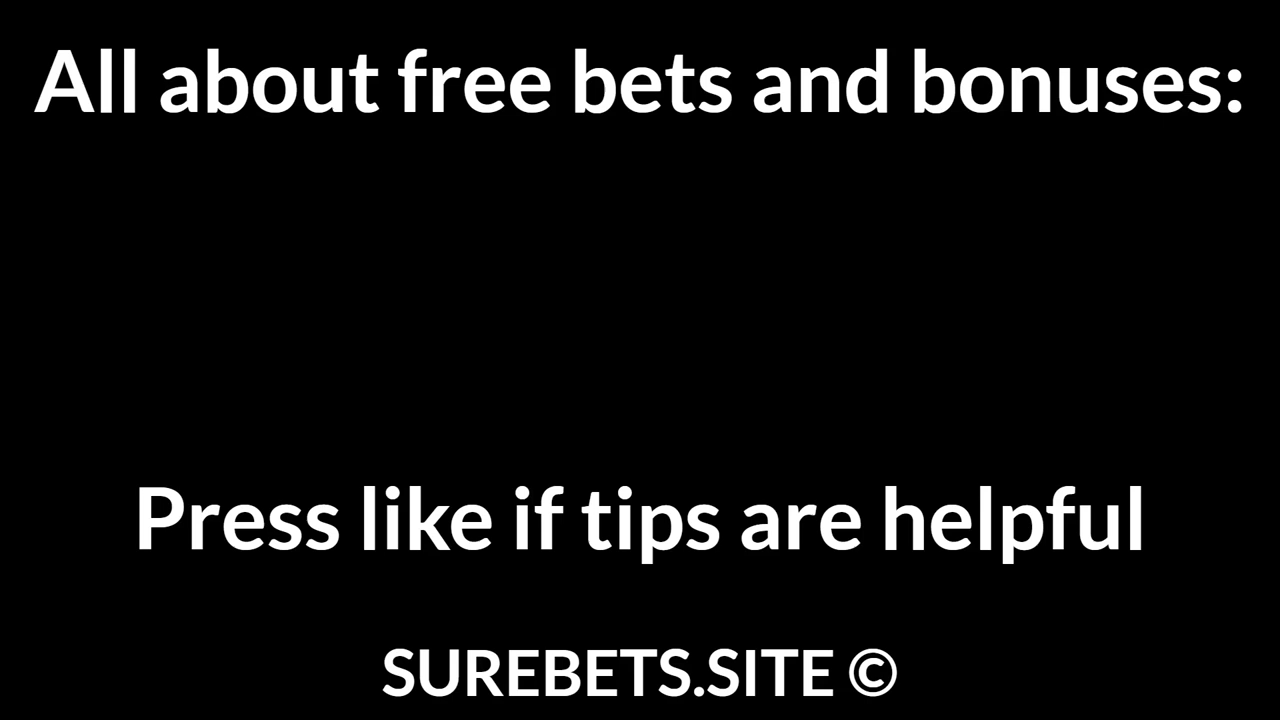 All about free bets and bonuses:
Press like if tips are helpful
SUREBETS.SITE ©